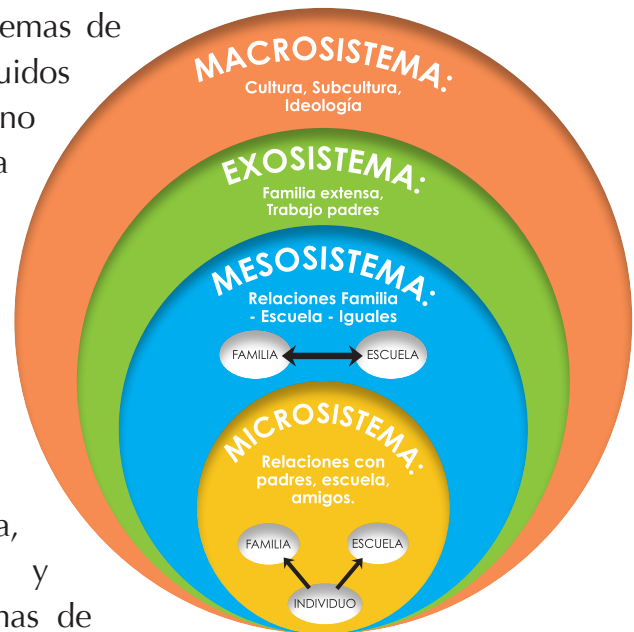 emas de
uidos
no
a
MACROSISTEMA:
Cultura, Subcultura,
Ideología
EXOSISTEMA:
Familia extensa,
Trabajo padres
MESOSISTEMA:
Relaciones Familia
- Escuela - Iguales
FAMILIA
ESCUELA
MICROSISTEMA:
Relaciones con
padres, escuela,
amigos.
FAMILIA
ESCUELA
INDIVIDUO
a,
y
nas de